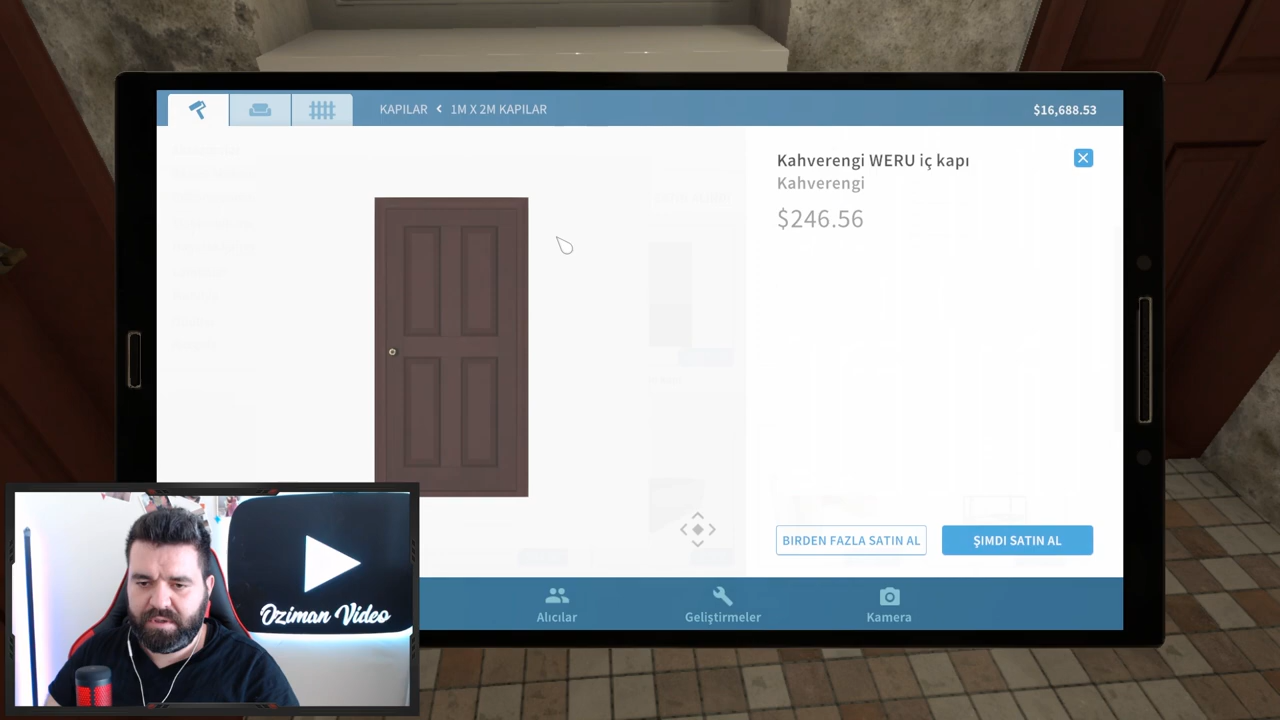 KAPILAR < 1M X 2M KAPILAR
$16,688.53
Kahverengi WERU iç kapı
Kahverengi
$246.56
BIRDEN FAZLA SATIN AL
ŞIMDI SATIN AL
Alıcılar
Geliştirmeler
Kamera
Oziman Video